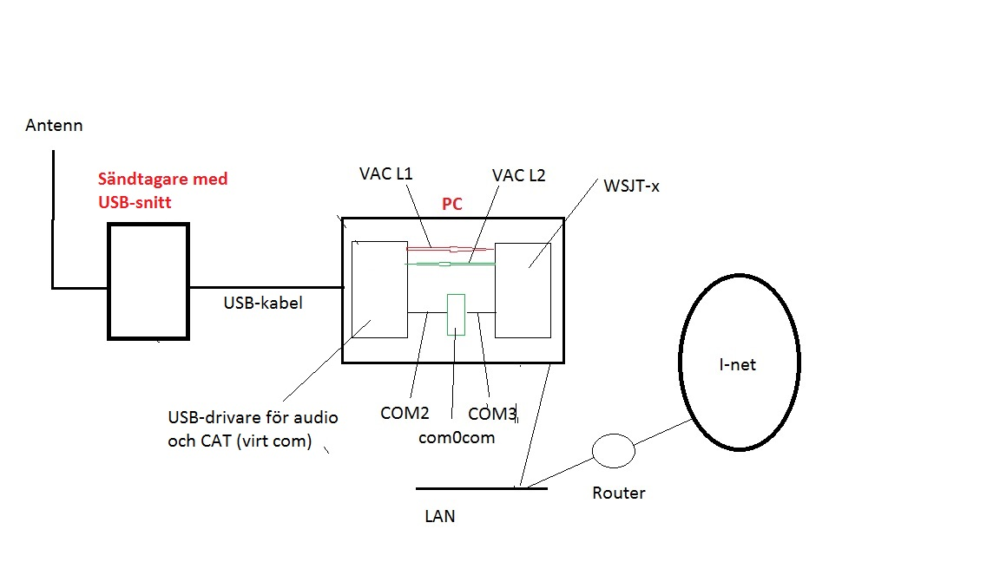 Antenn
Sändtagare med
USB-snitt
VAC L1
VAC L2
WSJT-x
PC
USB-kabel
I-net
USB-drivare för audio
och CAT (virt com)
COM2
COM3
com0com
Router
LAN